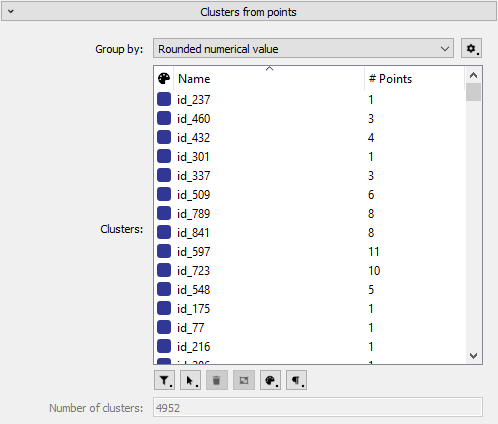 Clusters from points
Group by: Rounded numerical value
Name # Points
id_237 1
id_460 3
id_432 4
id_301 1
id_337 3
id_509 6
id_789 8
id_841 8
Clusters:
id_597 11
id_723 10
id_548 5
id_175 1
id_77 1
id_216 1
Number of clusters: 4952